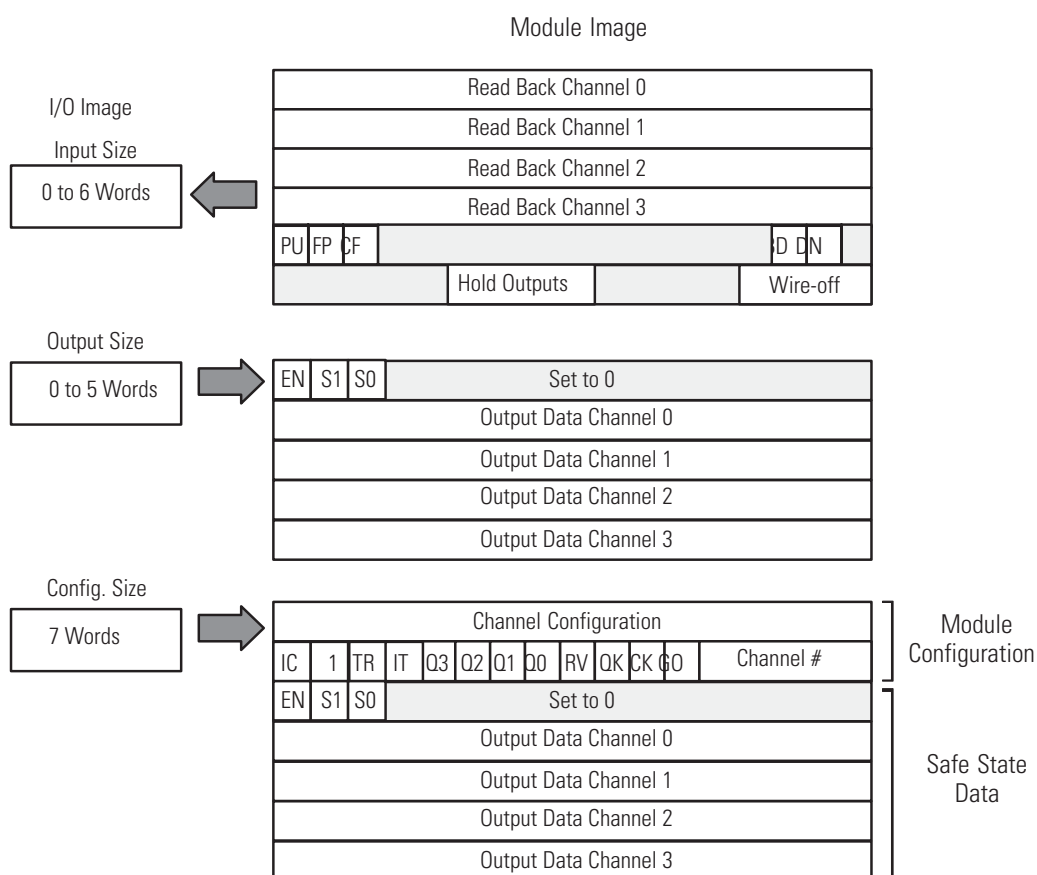 Module Image
I/O Image
Input Size
0 to 6 Words
Read Back Channel 0
Read Back Channel 1
Read Back Channel 2
Read Back Channel 3
PU FP CF DN
Hold Outputs Wire-off
Output Size
0 to 5 Words
EN S1 S0 Set to 0
Output Data Channel 0
Output Data Channel 1
Output Data Channel 2
Output Data Channel 3
Config. Size
7 Words
Channel Configuration
IC 1 TR IT Q3 Q2 Q1 Q0 RV QK CK GO Channel #
EN S1 S0 Set to 0
Output Data Channel 0
Output Data Channel 1
Output Data Channel 2
Output Data Channel 3
Module
Configuration
Safe State
Data